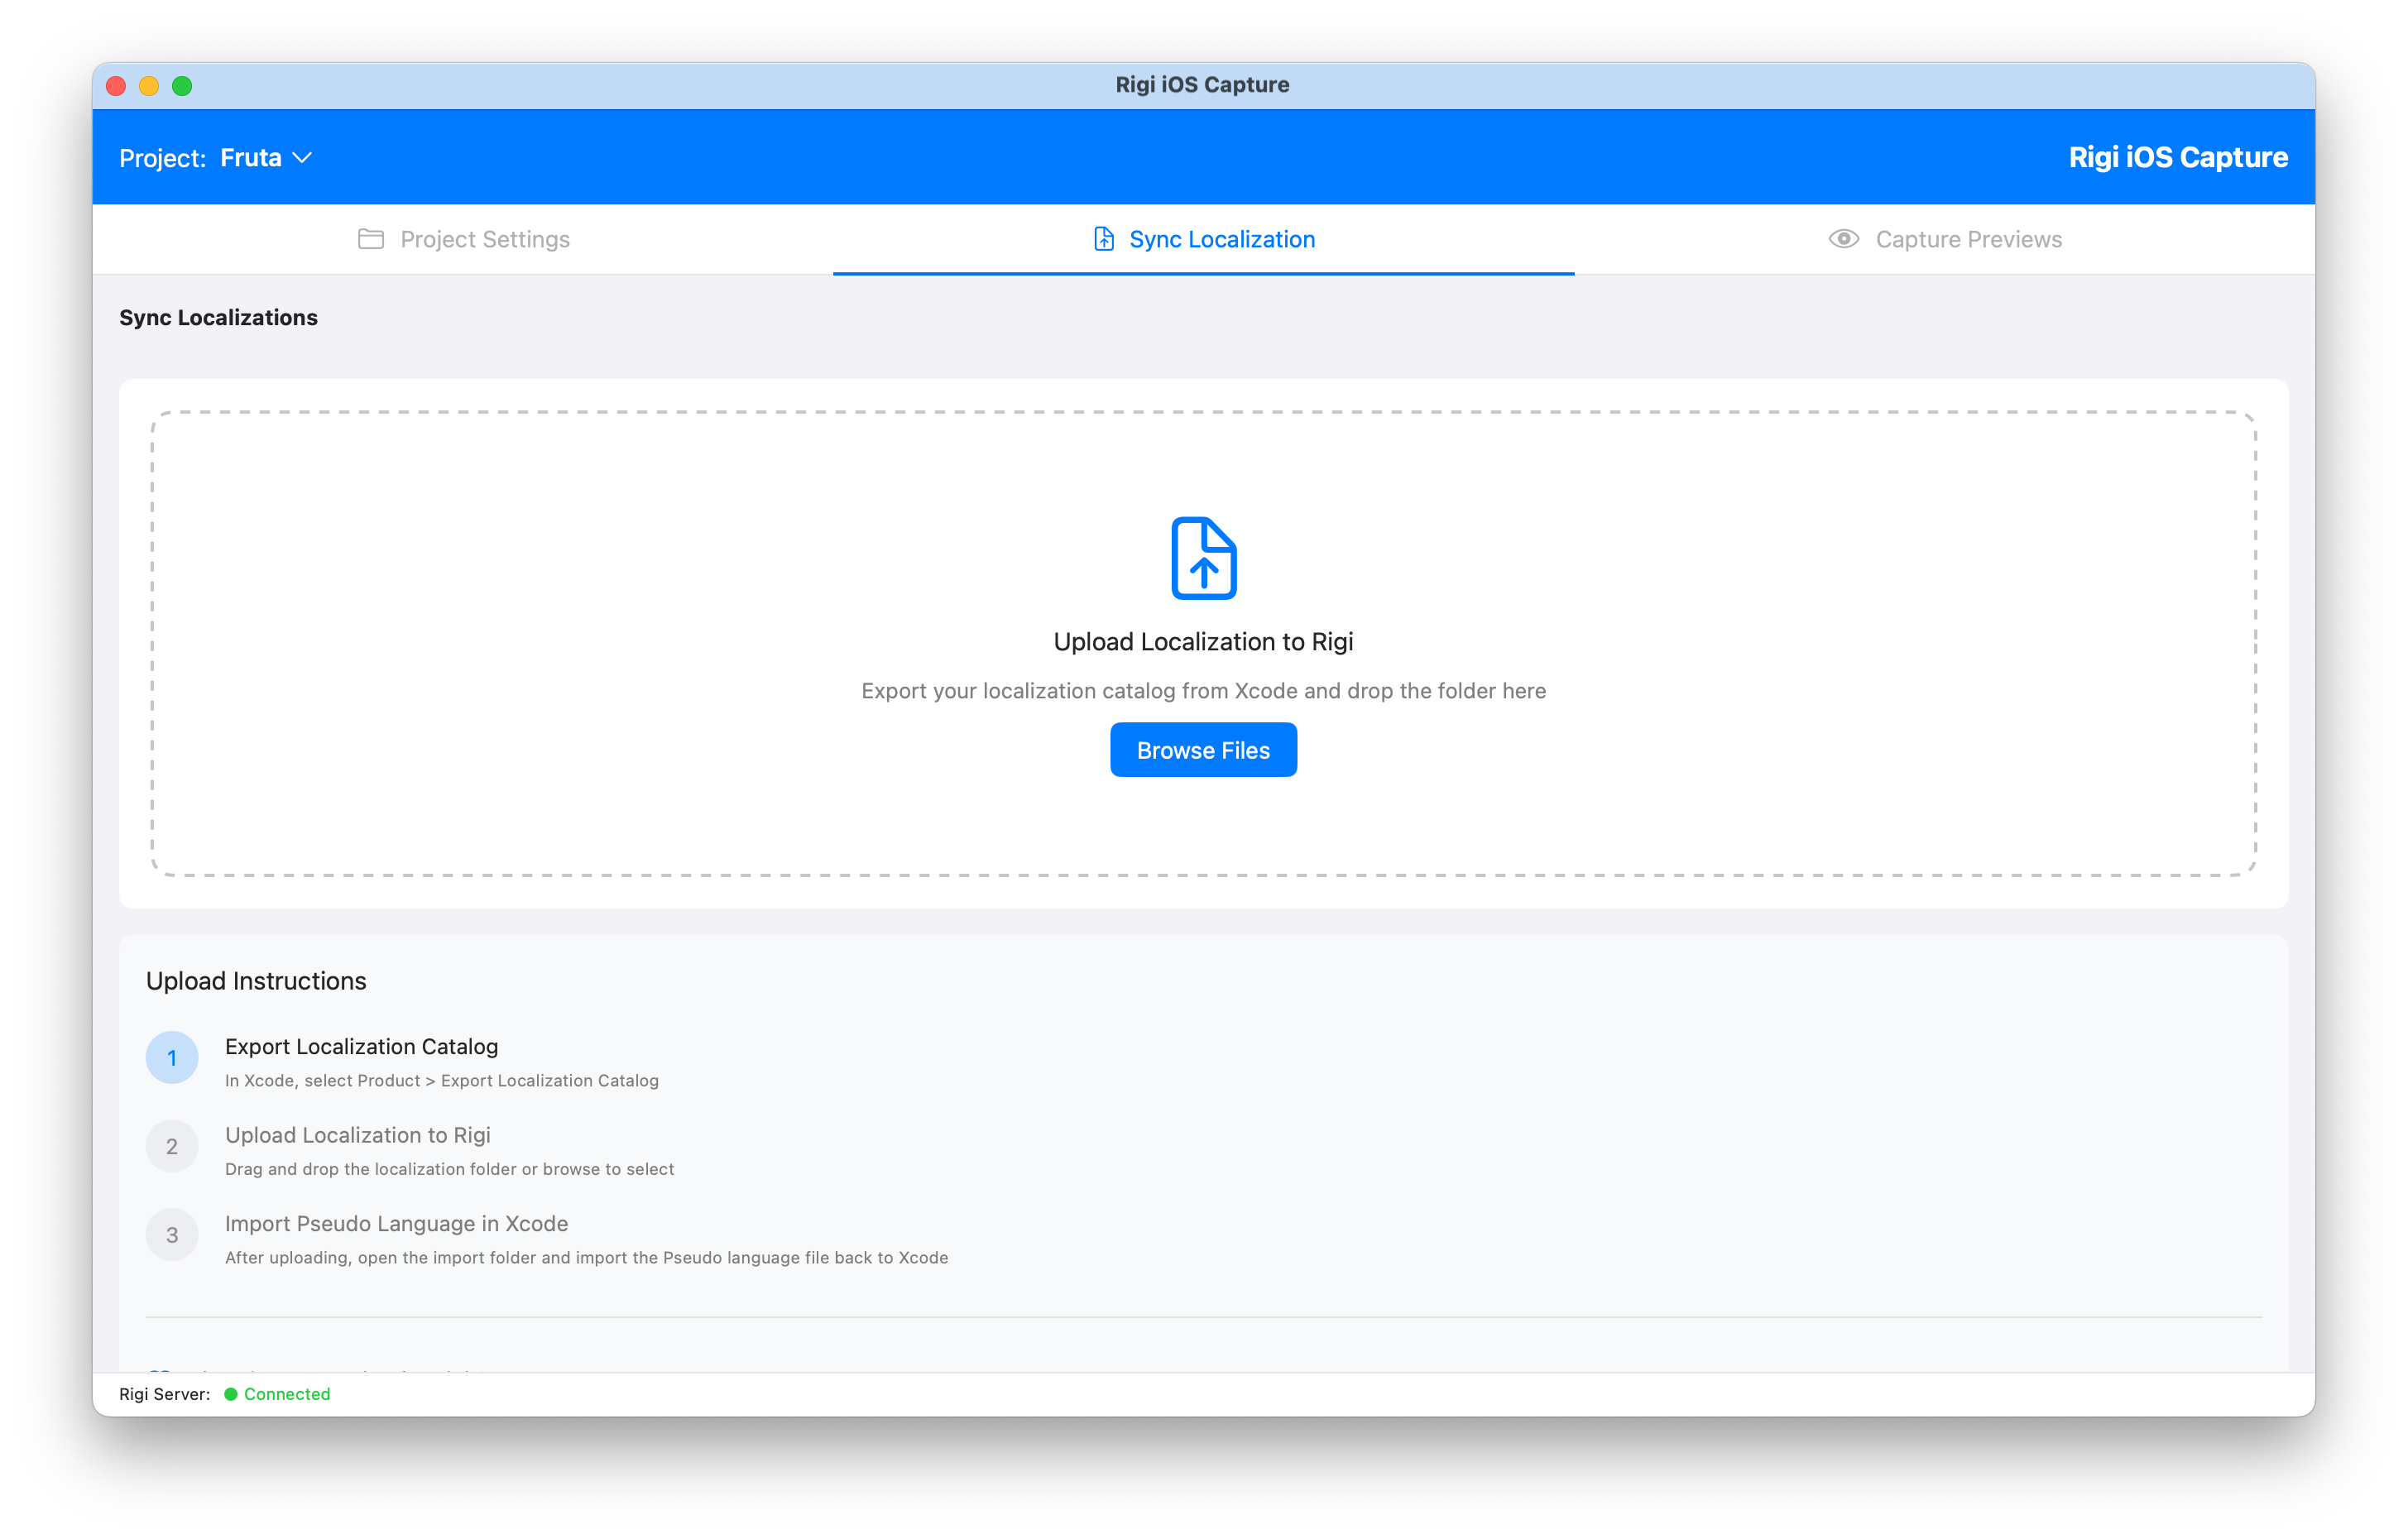 Rigi iOS Capture
Project: Fruta
Rigi iOS Capture
Project Settings
Sync Localization
Capture Previews
Sync Localizations
Upload Localization to Rigi
Export your localization catalog from Xcode and drop the folder here
Browse Files
Upload Instructions
1
Export Localization Catalog
In Xcode, select Product > Export Localization Catalog
2
Upload Localization to Rigi
Drag and drop the localization folder or browse to select
3
Import Pseudo Language in Xcode
After uploading, open the import folder and import the Pseudo language file back to Xcode
Rigi Server: Connected